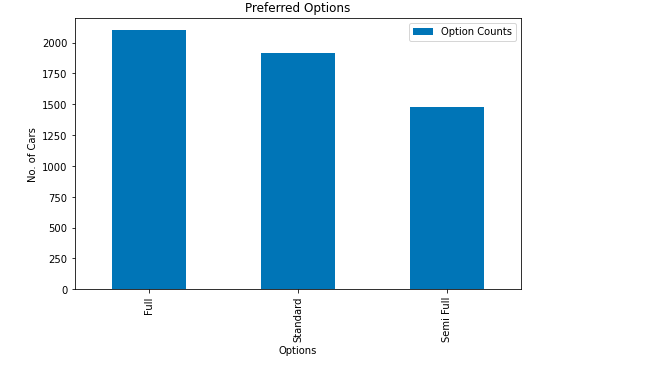 Preferred Options
Option Counts
No. of Cars
2000
1750
1500
1250
1000
750
500
250
0
Full
Standard
Semi Full
Options